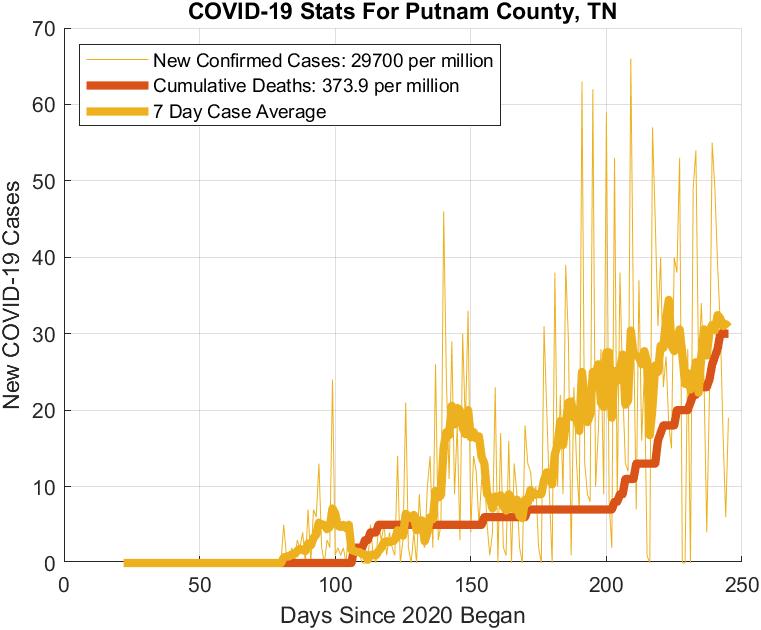 COVID-19 Stats For Putnam County, TN
70
New Confirmed Cases: 29700 per million
Cumulative Deaths: 373.9 per million
7 Day Case Average
60
50
40
30
20
10
0
New COVID-19 Cases
0 50 100 150 200 250
Days Since 2020 Began